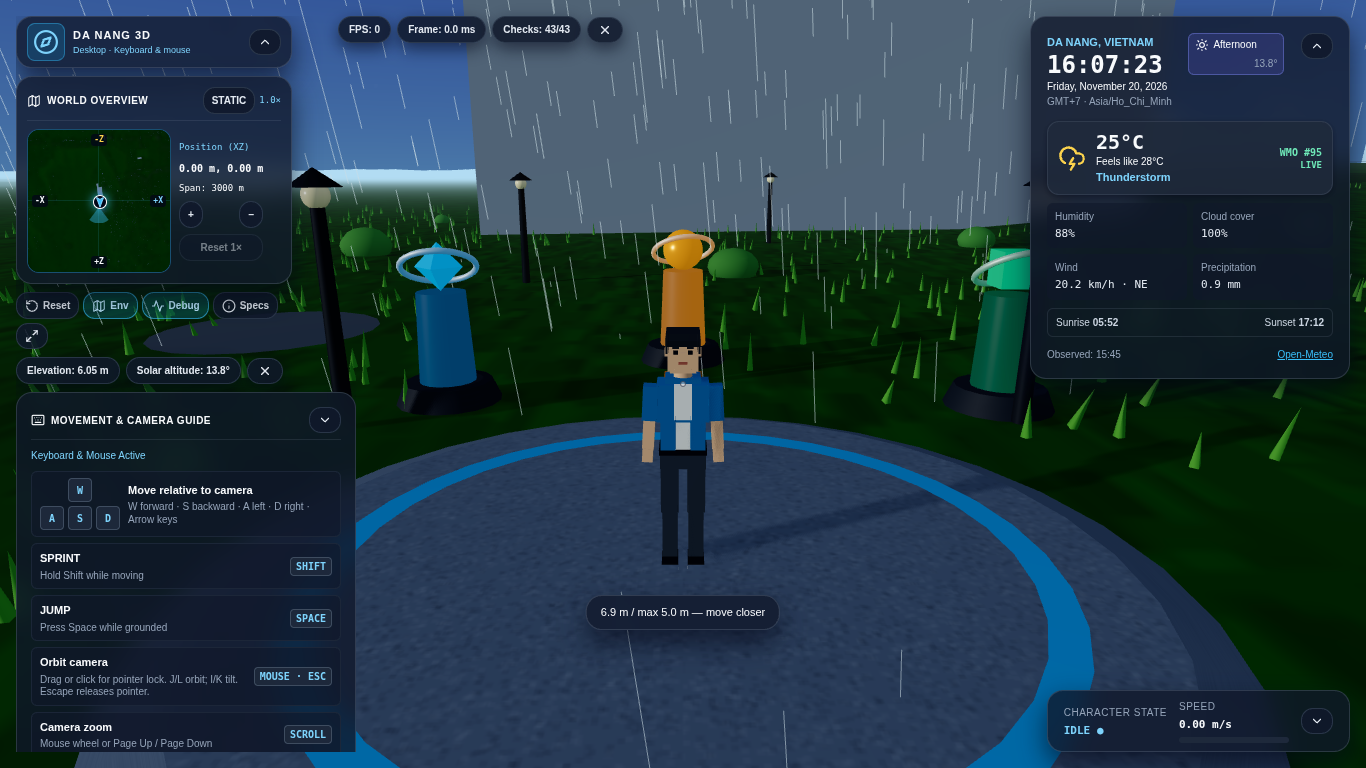 DA NANG 3D
Desktop · Keyboard & mouse
FPS: 0
Frame: 0.0 ms
Checks: 43/43
WORLD OVERVIEW
STATIC
1.0×
-Z
-X
+X
+Z
Position (XZ)
0.00 m, 0.00 m
Span: 3000 m
+
−
Reset 1×
Reset
Env
Debug
Specs
Elevation: 6.05 m
Solar altitude: 13.8°
MOVEMENT & CAMERA GUIDE
Keyboard & Mouse Active
W
A S D
Move relative to camera
W forward · S backward · A left · D right ·
Arrow keys
SPRINT
Hold Shift while moving
SHIFT
JUMP
Press Space while grounded
SPACE
Orbit camera
Drag or click for pointer lock. J/L orbit; I/K tilt.
Escape releases pointer.
MOUSE · ESC
Camera zoom
Mouse wheel or Page Up / Page Down
SCROLL
6.9 m / max 5.0 m — move closer
DA NANG, VIETNAM
16:07:23
Friday, November 20, 2026
GMT+7 · Asia/Ho_Chi_Minh
Afternoon
13.8°
25°C
Feels like 28°C
Thunderstorm
WMO #95
LIVE
Humidity
88%
Cloud cover
100%
Wind
20.2 km/h · NE
Precipitation
0.9 mm
Sunrise 05:52
Sunset 17:12
Observed: 15:45
Open-Meteo
CHARACTER STATE
IDLE
SPEED
0.00 m/s